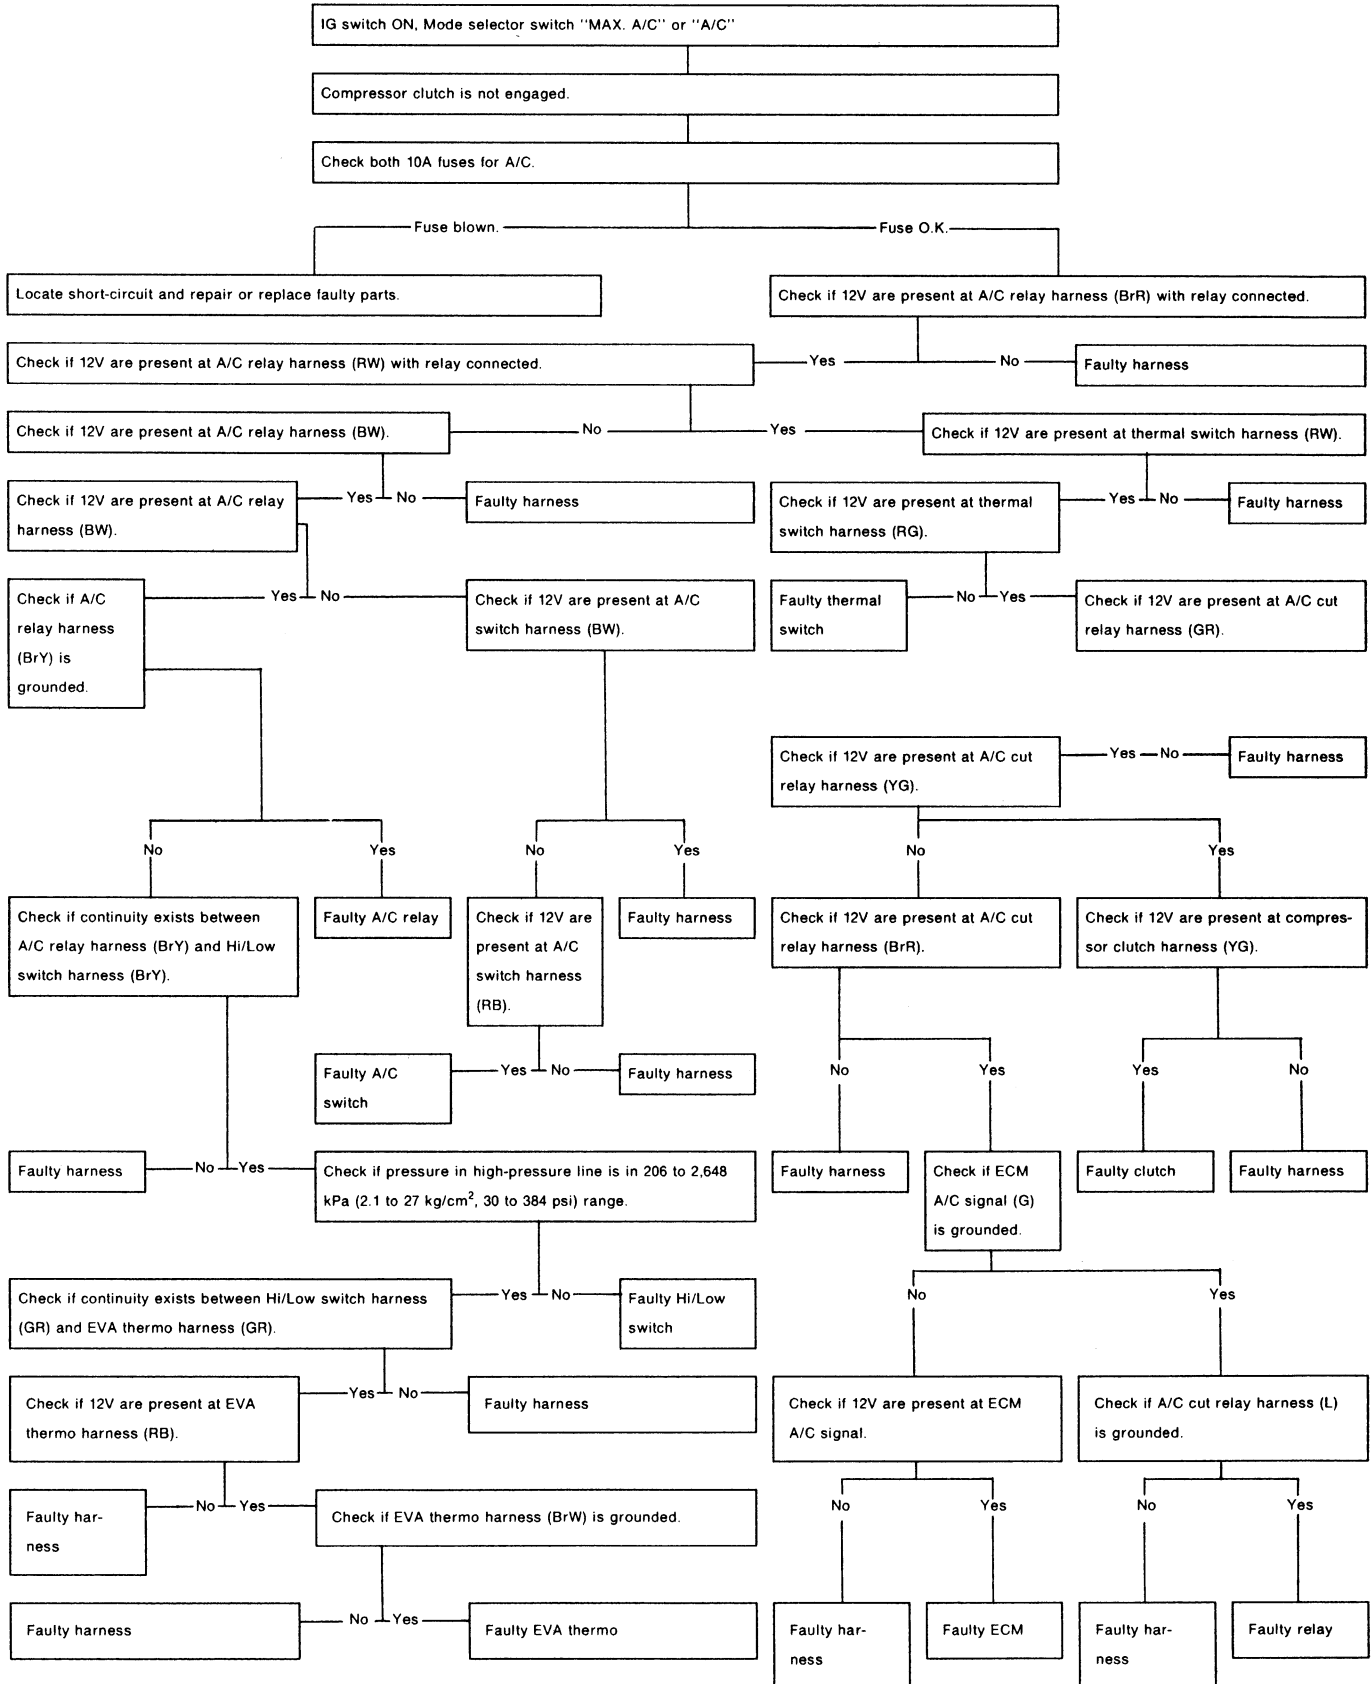 IG switch ON, Mode selector switch "MAX. A/C" or "A/C"
Compressor clutch is not engaged.
Check both 10A fuses for A/C.
Fuse blown.
Fuse O.K.
Locate short-circuit and repair or replace faulty parts.
Check if 12V are present at A/C relay harness (BrR) with relay connected.
Check if 12V are present at A/C relay harness (RW) with relay connected.
Yes
No
Faulty harness
Check if 12V are present at A/C relay harness (BW).
No
Yes
Check if 12V are present at thermal switch harness (RW).
Check if 12V are present at A/C relay
harness (BW).
Yes
No
Faulty harness
Check if 12V are present at thermal
switch harness (RG).
Yes
No
Faulty harness
Check if A/C
relay harness
(BrY) is
grounded.
Yes
No
Check if 12V are present at A/C
switch harness (BW).
Faulty thermal
switch
No
Yes
Check if 12V are present at A/C cut
relay harness (GR).
Check if 12V are present at A/C cut
relay harness (YG).
Yes
No
Faulty harness
No
Yes
No
Yes
No
Yes
Check if continuity exists between
A/C relay harness (BrY) and Hi/Low
switch harness (BrY).
Faulty A/C relay
Check if 12V are
present at A/C
switch harness
(RB).
Faulty harness
Check if 12V are present at A/C cut
relay harness (BrR).
Check if 12V are present at compres-
sor clutch harness (YG).
Faulty A/C
switch
Yes
No
Faulty harness
No
Yes
Yes
No
Faulty harness
No
Yes
Check if pressure in high-pressure line is in 206 to 2,648
kPa (2.1 to 27 kg/cm², 30 to 384 psi) range.
Faulty harness
Check if ECM
A/C signal (G)
is grounded.
Faulty clutch
Faulty harness
Check if continuity exists between Hi/Low switch harness
(GR) and EVA thermo harness (GR).
Yes
No
Faulty Hi/Low
switch
No
Yes
Check if 12V are present at EVA
thermo harness (RB).
Yes
No
Faulty harness
Check if 12V are present at ECM
A/C signal.
Check if A/C cut relay harness (L)
is grounded.
Faulty har-
ness
No
Yes
Check if EVA thermo harness (BrW) is grounded.
No
Yes
No
Yes
Faulty harness
No
Yes
Faulty EVA thermo
Faulty har-
ness
Faulty ECM
Faulty har-
ness
Faulty relay